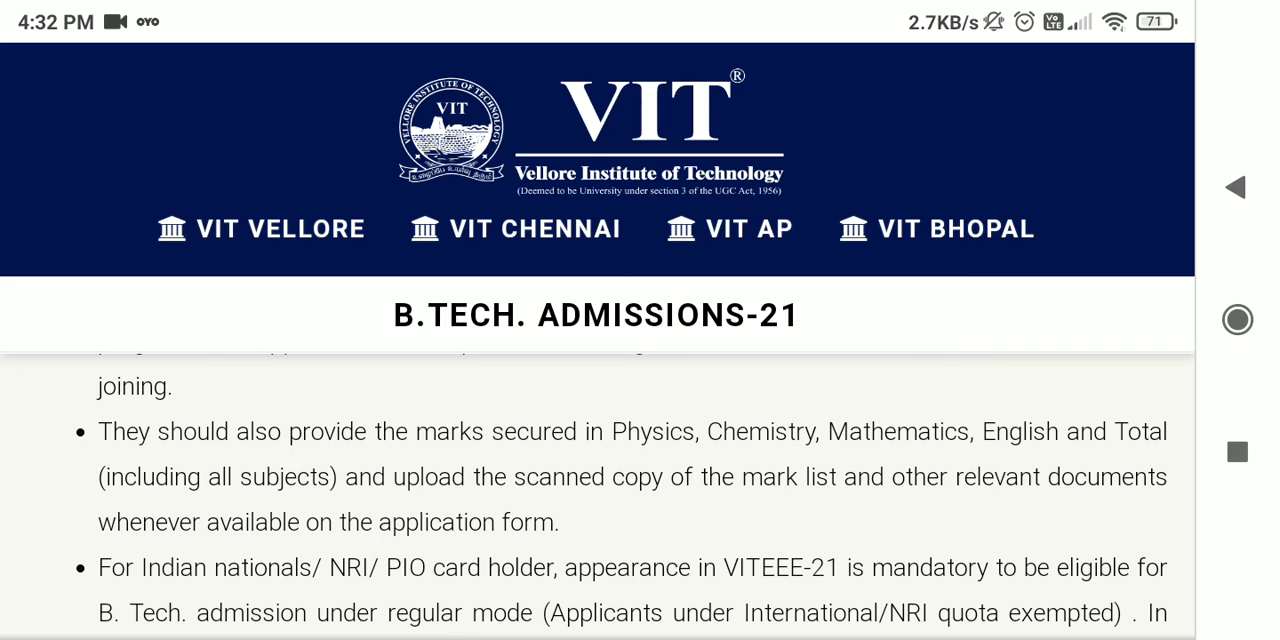 4:32 PM OYO 2.7KB/s Vo LTE 71
VELLORE INSTITUTE OF TECHNOLOGY
VIT
VIT®
Vellore Institute of Technology
(Deemed to be University under section 3 of the UGC Act, 1956)
VIT VELLORE VIT CHENNAI VIT AP VIT BHOPAL
B.TECH. ADMISSIONS-21
joining.
• They should also provide the marks secured in Physics, Chemistry, Mathematics, English and Total
(including all subjects) and upload the scanned copy of the mark list and other relevant documents
whenever available on the application form.
• For Indian nationals/ NRI/ PIO card holder, appearance in VITEEE-21 is mandatory to be eligible for
B. Tech. admission under regular mode (Applicants under International/NRI quota exempted) . In